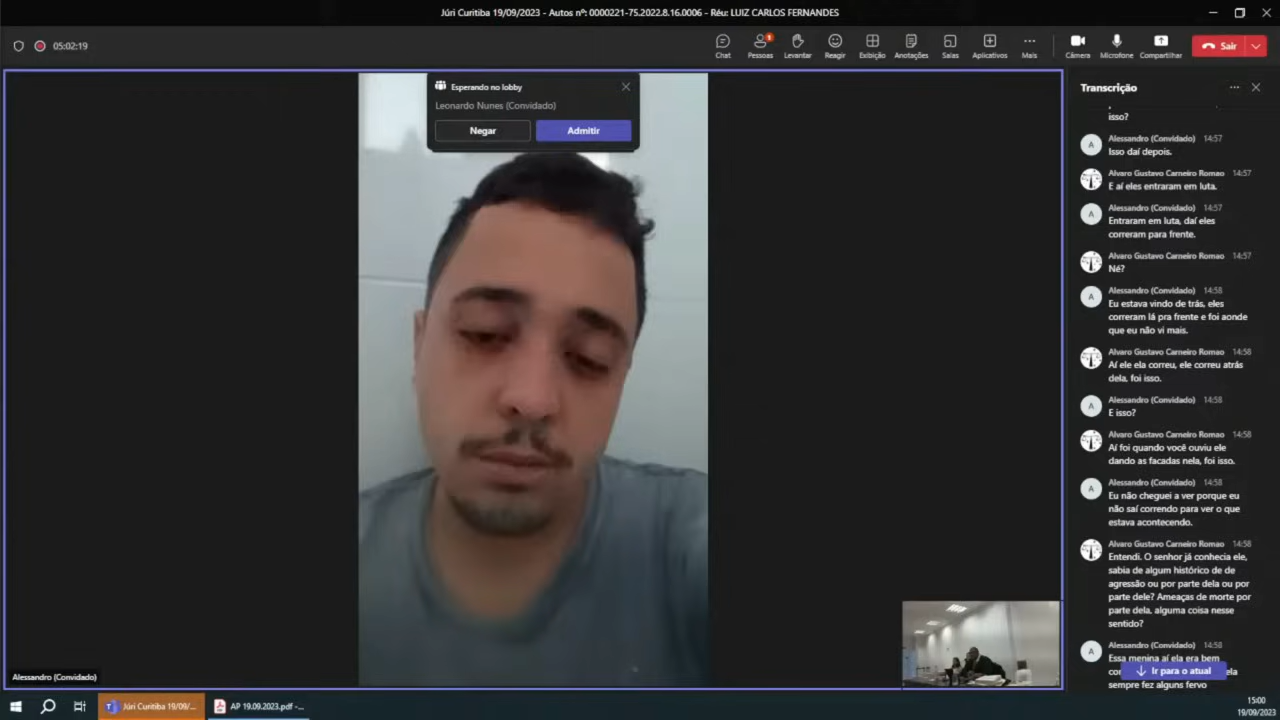 Júri Curitiba 19/09/2023 - Autos nº: 0000221-75.2022.8.16.0006 - Réu: LUIZ CARLOS FERNANDES
05:02:19
Chat
Pessoas
Levantar
Reagir
Exibição
Anotações
Salas
Aplicativos
Mais
Câmera
Microfone
Compartilhar
Sair
Esperando no lobby
Leonardo Nunes (Convidado)
Negar
Admitir
Transcrição
isso?
A
Alessandro (Convidado) 14:57
Isso daí depois.
Alvaro Gustavo Carneiro Romao 14:57
E aí eles entraram em luta.
A
Alessandro (Convidado) 14:57
Entraram em luta, daí eles
correram para frente.
Alvaro Gustavo Carneiro Romao 14:57
Né?
A
Alessandro (Convidado) 14:58
Eu estava vindo de trás, eles
correram lá pra frente e foi aonde
que eu não vi mais.
Alvaro Gustavo Carneiro Romao 14:58
Aí ele ela correu, ele correu atrás
dela, foi isso.
A
Alessandro (Convidado) 14:58
E isso?
Alvaro Gustavo Carneiro Romao 14:58
Aí foi quando você ouviu ele
dando as facadas nela, foi isso.
A
Alessandro (Convidado) 14:58
Eu não cheguei a ver porque eu
não saí correndo para ver o que
estava acontecendo.
Alvaro Gustavo Carneiro Romao 14:58
Entendi. O senhor já conhecia ele,
sabia de algum histórico de de
agressão ou por parte dela ou por
parte dele? Ameaças de morte por
parte dela, alguma coisa nesse
sentido?
A
Alessandro (Convidado) 14:58
Essa menina aí ela era bem
Ir para o atual
sempre fez alguns fervo
Alessandro (Convidado)
Júri Curitiba 19/09/...
AP 19.09.2023.pdf -...
15:00
19/09/2023